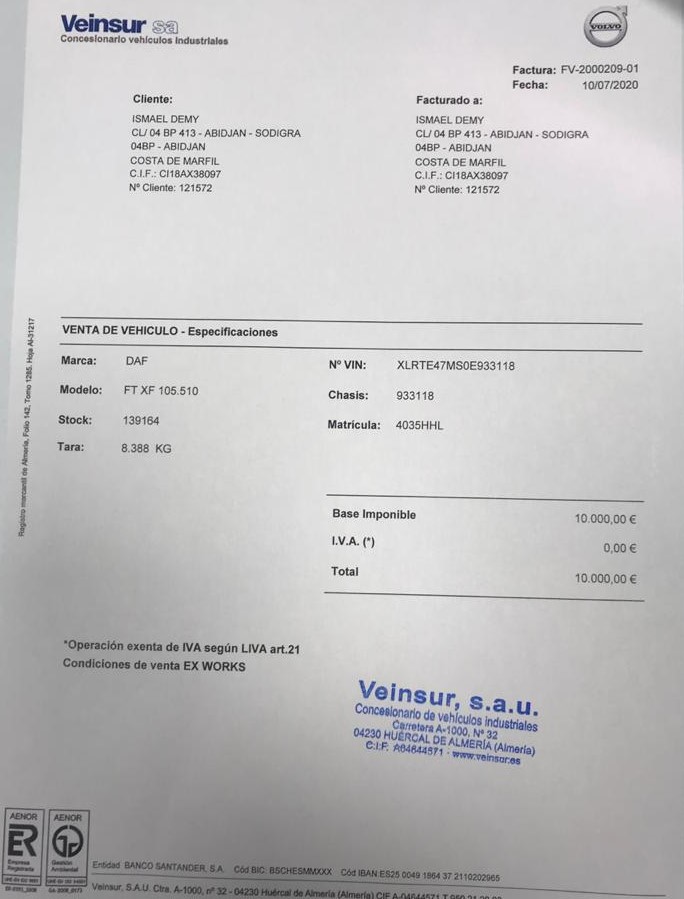 Veinsur sa
Concesionario vehículos industriales
VOLVO
Factura: FV-2000209-01
Fecha: 10/07/2020
Cliente:
ISMAEL DEMY
CL/ 04 BP 413 - ABIDJAN - SODIGRA
04BP - ABIDJAN
COSTA DE MARFIL
C.I.F.: CI18AX38097
Nº Cliente: 121572
Facturado a:
ISMAEL DEMY
CL/ 04 BP 413 - ABIDJAN - SODIGRA
04BP - ABIDJAN
COSTA DE MARFIL
C.I.F.: CI18AX38097
Nº Cliente: 121572
Registro mercantil de Almería, Folio 142, Tomo 1285, Hoja Al-31217
VENTA DE VEHICULO - Especificaciones
Marca: DAF
Modelo: FT XF 105.510
Stock: 139164
Tara: 8.388 KG
Nº VIN: XLRTE47MS0E933118
Chasis: 933118
Matrícula: 4035HHL
Base Imponible 10.000,00 €
I.V.A. (*) 0,00 €
Total 10.000,00 €
*Operación exenta de IVA según LIVA art.21
Condiciones de venta EX WORKS
Veinsur, s.a.u.
Concesionario de vehículos industriales
Carretera A-1000, Nº 32
04230 HUÉRCAL DE ALMERÍA (Almería)
C.I.F. A04644571 - www.veinsur.es
AENOR
ER
Empresa
Registrada
AENOR
Gestión
Ambiental
Entidad BANCO SANTANDER, S.A. Cód BIC: BSCHESMMXXX Cód IBAN:ES25 0049 1864 37 2110202965
Veinsur, S.A.U. Ctra. A-1000, nº 32 - 04230 Huércal de Almería (Almería) CIF A-04644571 T